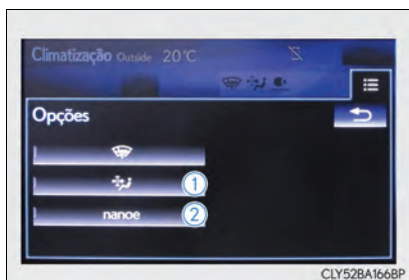 Climatização Outside 20°C
Opções
1
nanoe 2
CLY52BA166BP